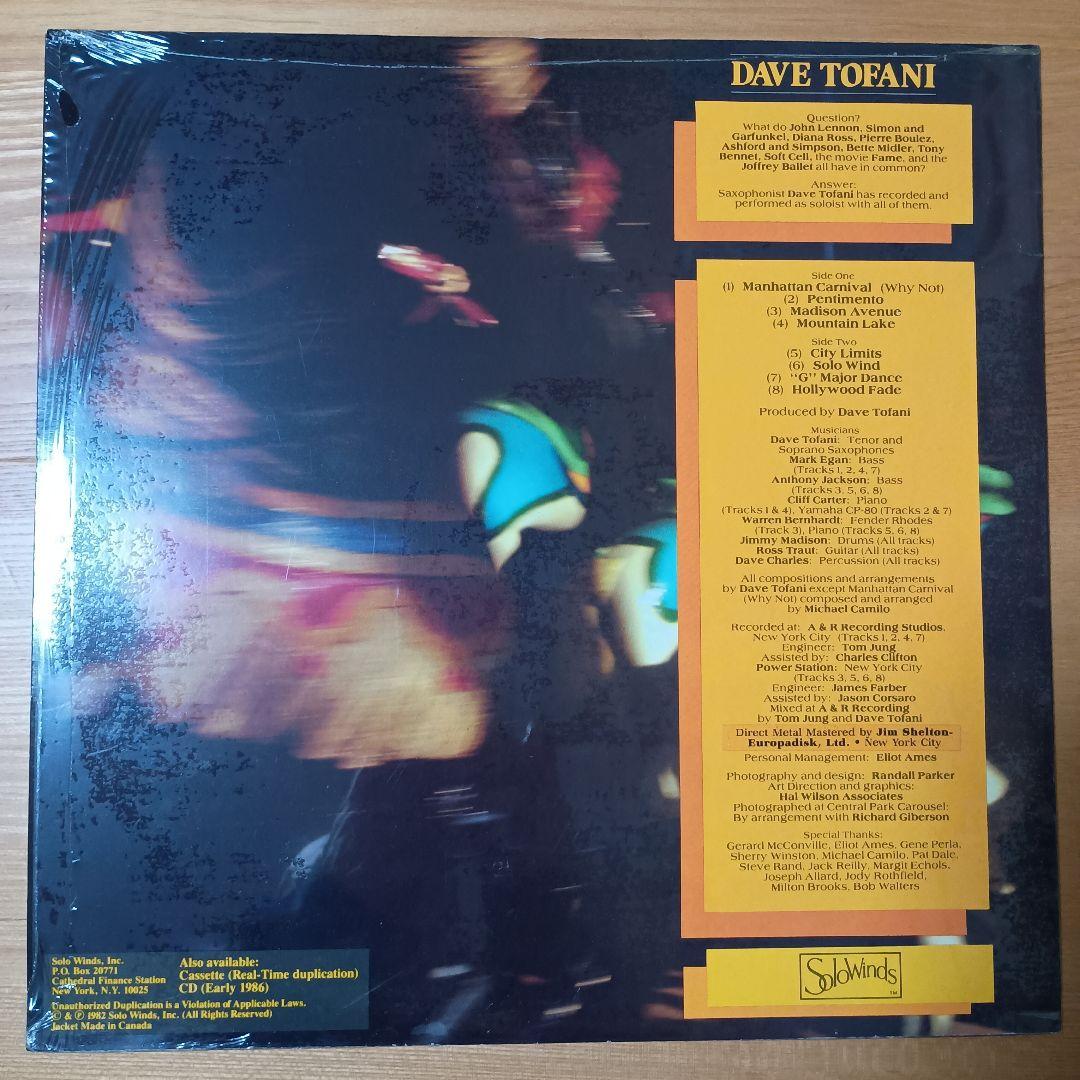 DAVE TOFANI
Question?
What do John Lennon, Simon and
Garfunkel, Diana Ross, Pierre Boulez,
Ashford and Simpson, Bette Midler, Tony
Bennet, Soft Cell, the movie Fame, and the
Joffrey Ballet all have in common?
Answer:
Saxophonist Dave Tofani has recorded and
performed as soloist with all of them.
Side One
(1) Manhattan Carnival (Why Not)
(2) Pentimento
(3) Madison Avenue
(4) Mountain Lake
Side Two
(5) City Limits
(6) Solo Wind
(7) "G" Major Dance
(8) Hollywood Fade
Produced by Dave Tofani
Musicians
Dave Tofani: Tenor and
Soprano Saxophones
Mark Egan: Bass
(Tracks 1, 2, 4, 7)
Anthony Jackson: Bass
(Tracks 3, 5, 6, 8)
Cliff Carter: Piano
(Tracks 1 & 4), Yamaha CP-80 (Tracks 2 & 7)
Warren Bernhardt: Fender Rhodes
(Track 3), Piano (Tracks 5, 6, 8)
Jimmy Madison: Drums (All tracks)
Ross Traut: Guitar (All tracks)
Dave Charles: Percussion (All tracks)
All compositions and arrangements
by Dave Tofani except Manhattan Carnival
(Why Not) composed and arranged
by Michael Camilo
Recorded at: A & R Recording Studios,
New York City (Tracks 1, 2, 4, 7)
Engineer: Tom Jung
Assisted by: Charles Clifton
Power Station: New York City
(Tracks 3, 5, 6, 8)
Engineer: James Farber
Assisted by: Jason Corsaro
Mixed at A & R Recording
by Tom Jung and Dave Tofani
Direct Metal Mastered by Jim Shelton-
Europadisk, Ltd. • New York City
Personal Management: Eliot Ames
Photography and design: Randall Parker
Art Direction and graphics:
Hal Wilson Associates
Photographed at Central Park Carousel:
By arrangement with Richard Giberson
Special Thanks:
Gerard McConville, Eliot Ames, Gene Perla,
Sherry Winston, Michael Camilo, Pat Dale,
Steve Rand, Jack Reilly, Margit Echols,
Joseph Allard, Jody Rothfield,
Milton Brooks, Bob Walters
SoloWinds
TM
Solo Winds, Inc.
P.O. Box 20771
Cathedral Finance Station
New York, N.Y. 10025
Also available:
Cassette (Real-Time duplication)
CD (Early 1986)
Unauthorized Duplication is a Violation of Applicable Laws.
© & ℗ 1982 Solo Winds, Inc. (All Rights Reserved)
Jacket Made in Canada